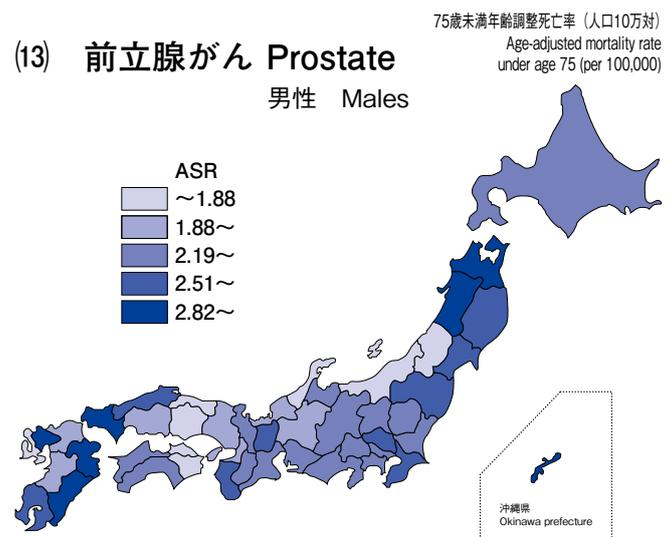 75歳未満年齢調整死亡率（人口10万対）
Age-adjusted mortality rate
under age 75 (per 100,000)
(13) 前立腺がん Prostate
男性 Males
ASR
～1.88
1.88～
2.19～
2.51～
2.82～
沖縄県
Okinawa prefecture